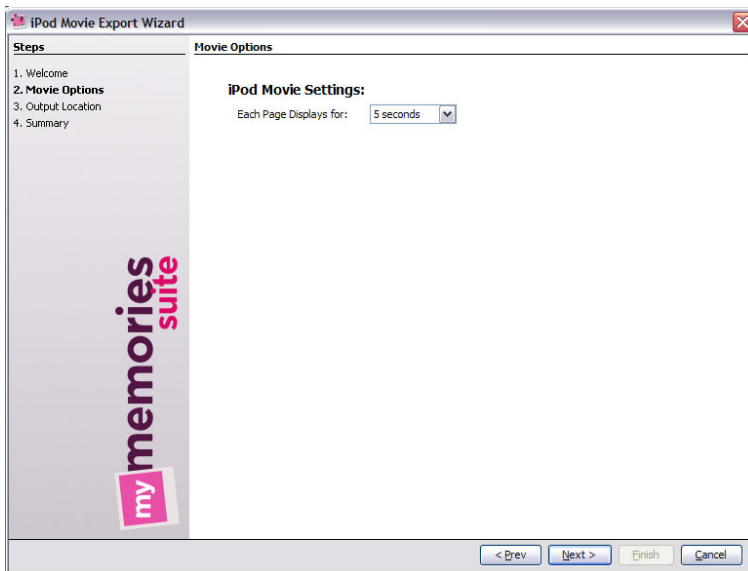 iPod Movie Export Wizard
Steps
1. Welcome
2. Movie Options
3. Output Location
4. Summary
my memories suite
Movie Options
iPod Movie Settings:
Each Page Displays for: 5 seconds
< Prev Next > Finish Cancel